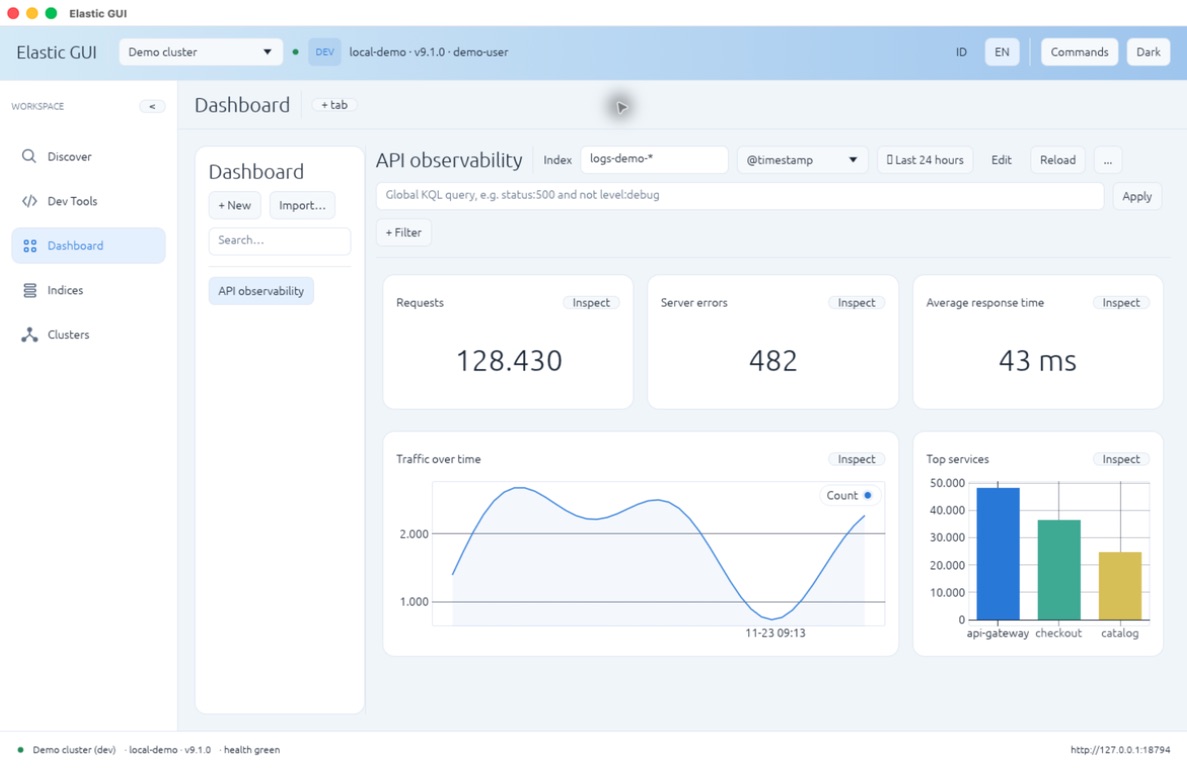 Elastic GUI
Elastic GUI Demo cluster DEV local-demo · v9.1.0 · demo-user ID EN Commands Dark
WORKSPACE <
Discover
Dev Tools
Dashboard
Indices
Clusters
Dashboard + tab
Dashboard
+ New Import...
Search...
API observability
API observability Index logs-demo-* @timestamp Last 24 hours Edit Reload ...
Global KQL query, e.g. status:500 and not level:debug Apply
+ Filter
Requests Inspect
128.430
Server errors Inspect
482
Average response time Inspect
43 ms
Traffic over time Inspect
Count
2.000
1.000
11-23 09:13
Top services Inspect
50.000
40.000
30.000
20.000
10.000
0
api-gateway checkout catalog
Demo cluster (dev) · local-demo · v9.1.0 · health green http://127.0.0.1:18794